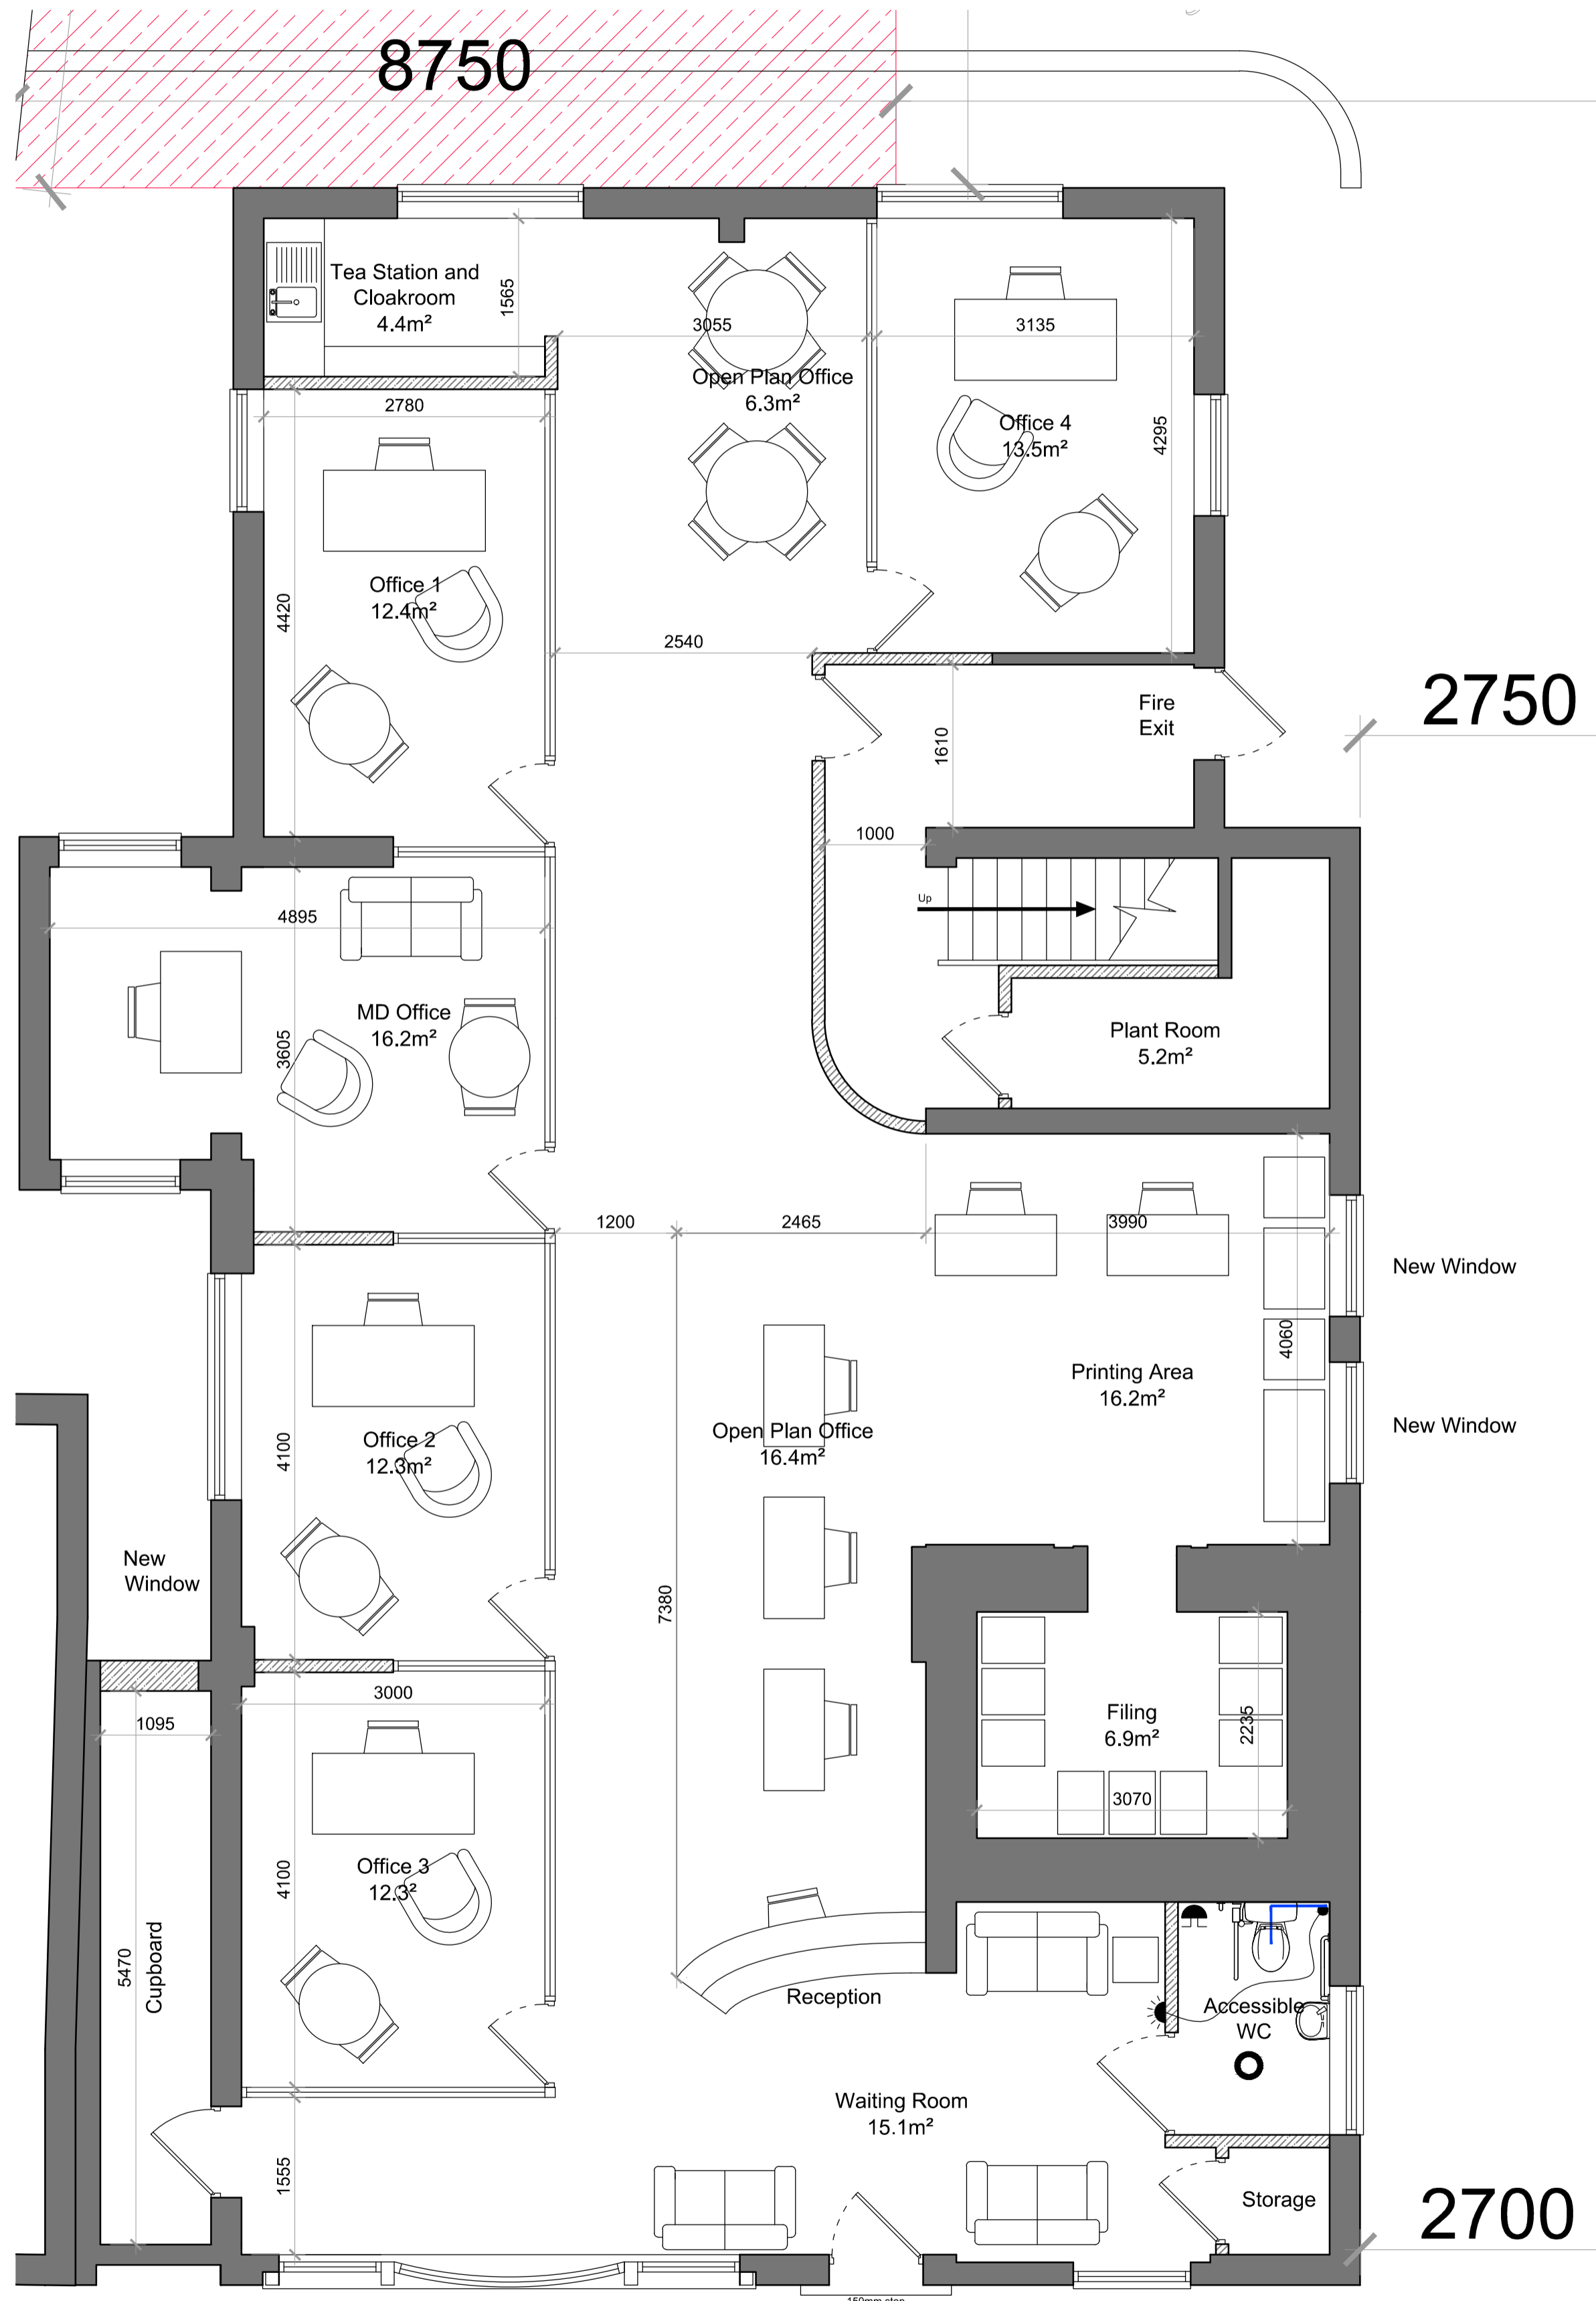 8750
Tea Station and
Cloakroom
4.4m²
1565
3055
3135
Open Plan Office
6.3m²
Office 4
13.5m²
4295
2780
Office 1
12.4m²
4420
2540
Fire
Exit
2750
1610
1000
Up
4895
MD Office
16.2m²
3605
Plant Room
5.2m²
1200
2465
3990
New Window
4060
Printing Area
16.2m²
New Window
Open Plan Office
16.4m²
Office 2
12.3m²
4100
New
Window
7380
3000
1095
Filing
6.9m²
2235
3070
Office 3
12.3²
4100
5470
Cupboard
Reception
Accessible
WC
Waiting Room
15.1m²
1555
Storage
2700
150mm step